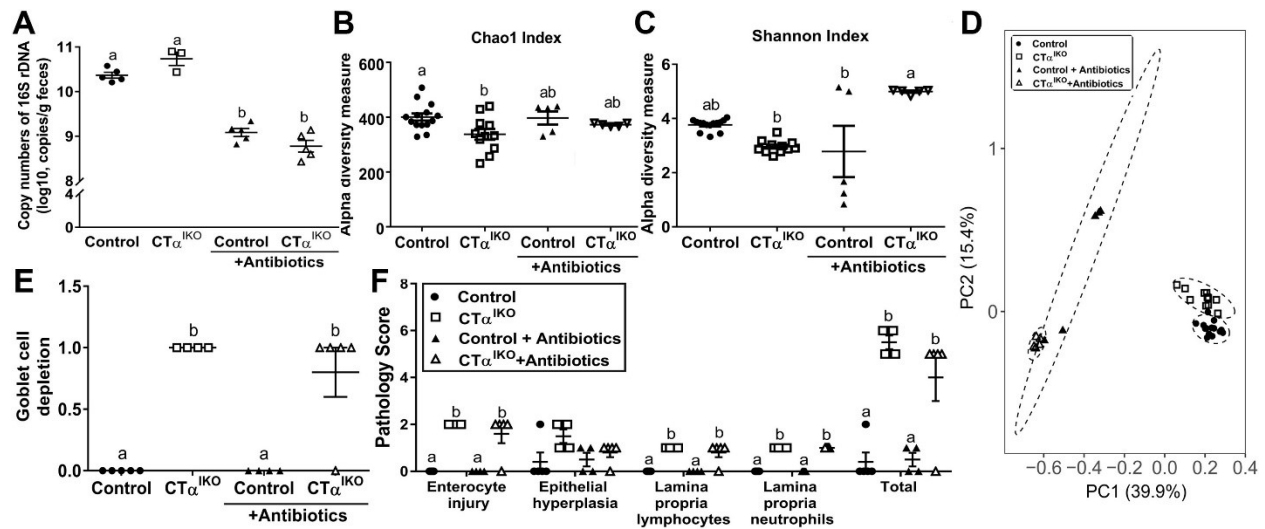 A
Copy numbers of 16S rDNA
(log10, copies/g feces)
11
10
9
8
4
0
a
a
b
b
Control
CTα^IKO
Control
CTα^IKO
+Antibiotics
B
Chao1 Index
Alpha diversity measure
600
400
200
0
a
b
ab
ab
Control
CTα^IKO
Control
CTα^IKO
+Antibiotics
C
Shannon Index
Alpha diversity measure
6
4
2
0
ab
b
b
a
Control
CTα^IKO
Control
CTα^IKO
+Antibiotics
D
Control
CTα^IKO
Control + Antibiotics
CTα^IKO+Antibiotics
PC2 (15.4%)
1
0
−0.6
−0.4
−0.2
0.0
0.2
0.4
PC1 (39.9%)
E
Goblet cell
depletion
1.5
1.0
0.5
0.0
a
b
a
b
Control
CTα^IKO
Control
CTα^IKO
+Antibiotics
F
Control
CTα^IKO
Control + Antibiotics
CTα^IKO+Antibiotics
Pathology Score
8
6
4
2
0
a
b
a
b
a
b
a
b
a
b
a
b
a
b
a
b
Enterocyte
injury
Epithelial
hyperplasia
Lamina
propria
lymphocytes
Lamina
propria
neutrophils
Total